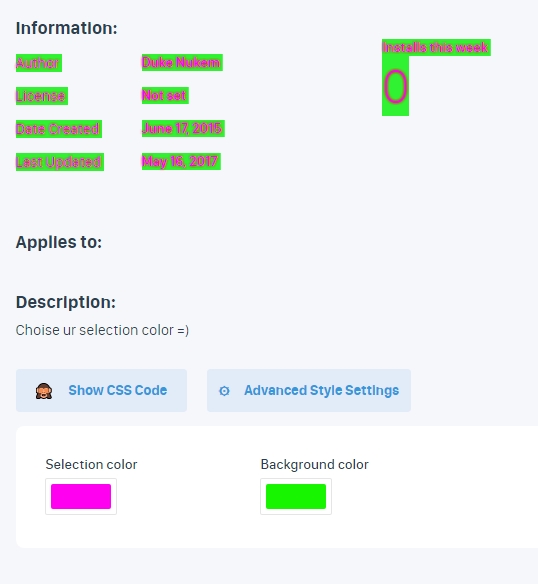 Information:
Installs this week
Author Duke Nukem
0
License Not set
Date Created June 17, 2015
Last Updated May 16, 2017
Applies to:
Description:
Choise ur selection color =)
Show CSS Code Advanced Style Settings
Selection color Background color